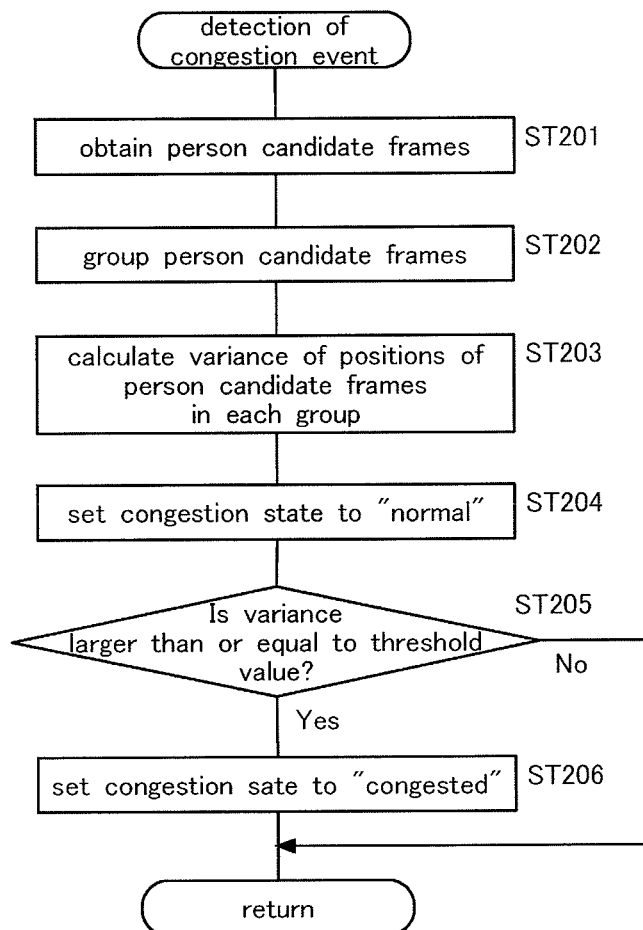 detection of
congestion event
obtain person candidate frames
ST201
group person candidate frames
ST202
calculate variance of positions of
person candidate frames
in each group
ST203
set congestion state to "normal"
ST204
Is variance
larger than or equal to threshold
value?
ST205
No
Yes
set congestion sate to "congested"
ST206
return